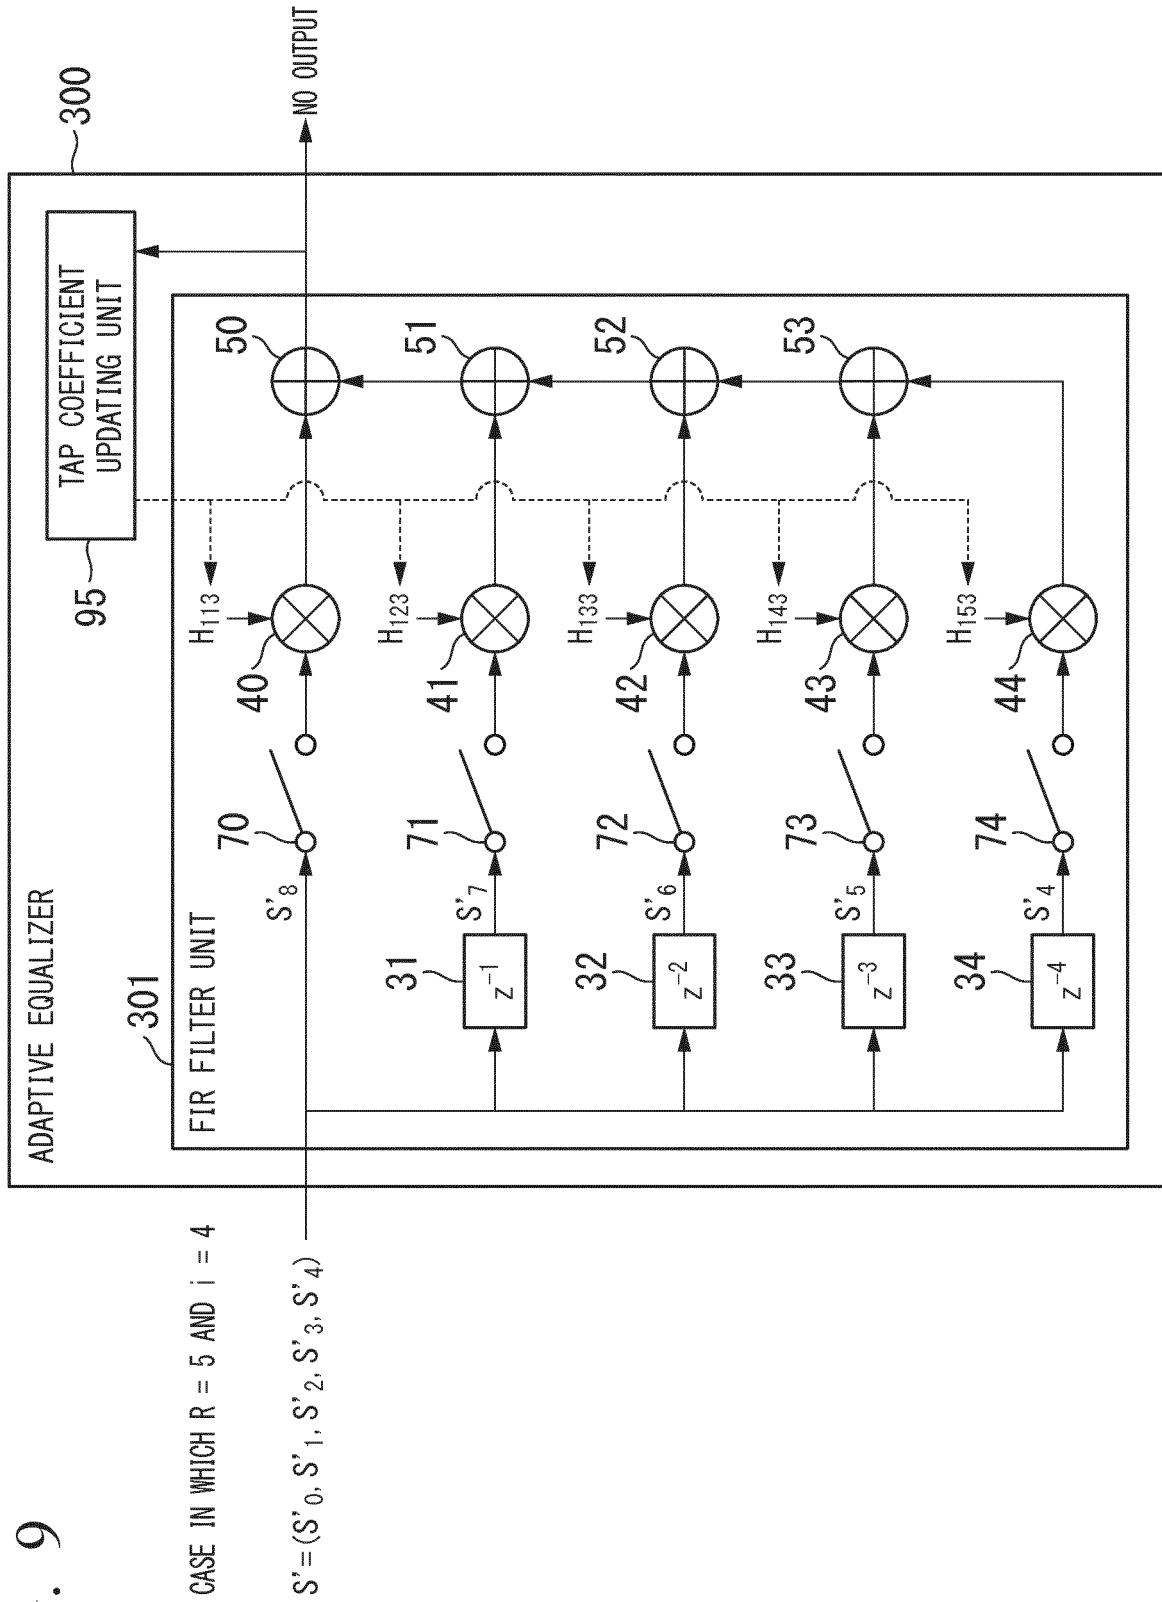 . 9
CASE IN WHICH R = 5 AND i = 4
S'=(S'0, S'1, S'2, S'3, S'4)
ADAPTIVE EQUALIZER
300
TAP COEFFICIENT
UPDATING UNIT
95
301
FIR FILTER UNIT
NO OUTPUT
S'8
70
H113
40
50
31
z-1
S'7
71
H123
41
51
32
z-2
S'6
72
H133
42
52
33
z-3
S'5
73
H143
43
53
34
z-4
S'4
74
H153
44